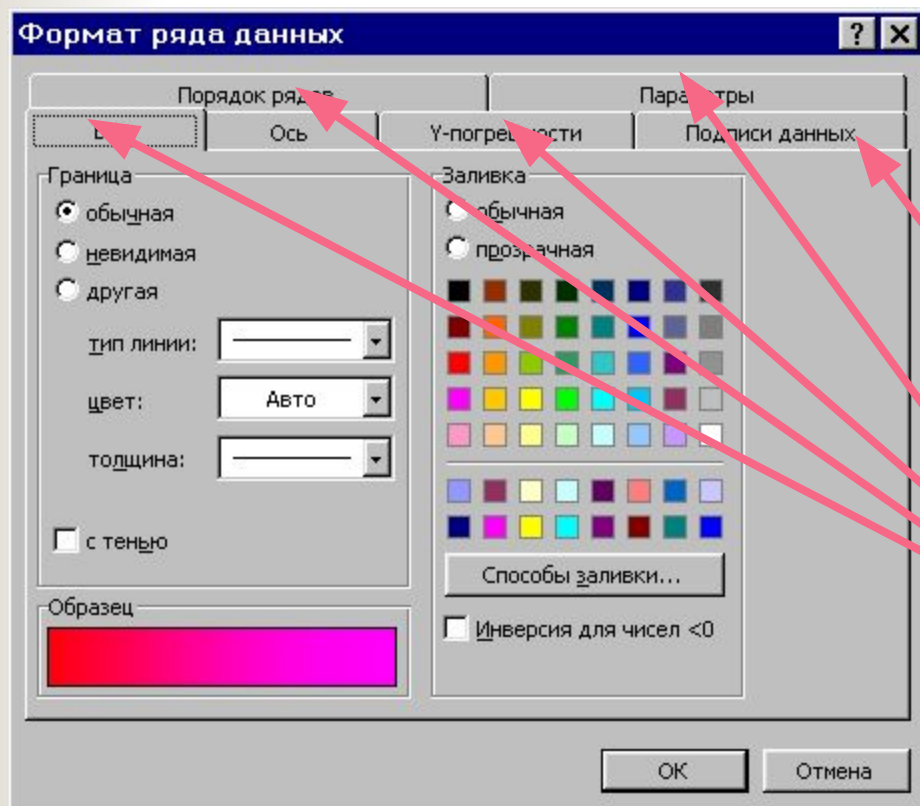 Формат ряда данных
Порядок рядов
Параметры
Ось
Y-погрешности
Подписи данных
Граница
обычная
невидимая
другая
тип линии:
цвет:
Авто
толщина:
с тенью
Образец
Заливка
обычная
прозрачная
Способы заливки...
Инверсия для чисел <0
OK
Отмена